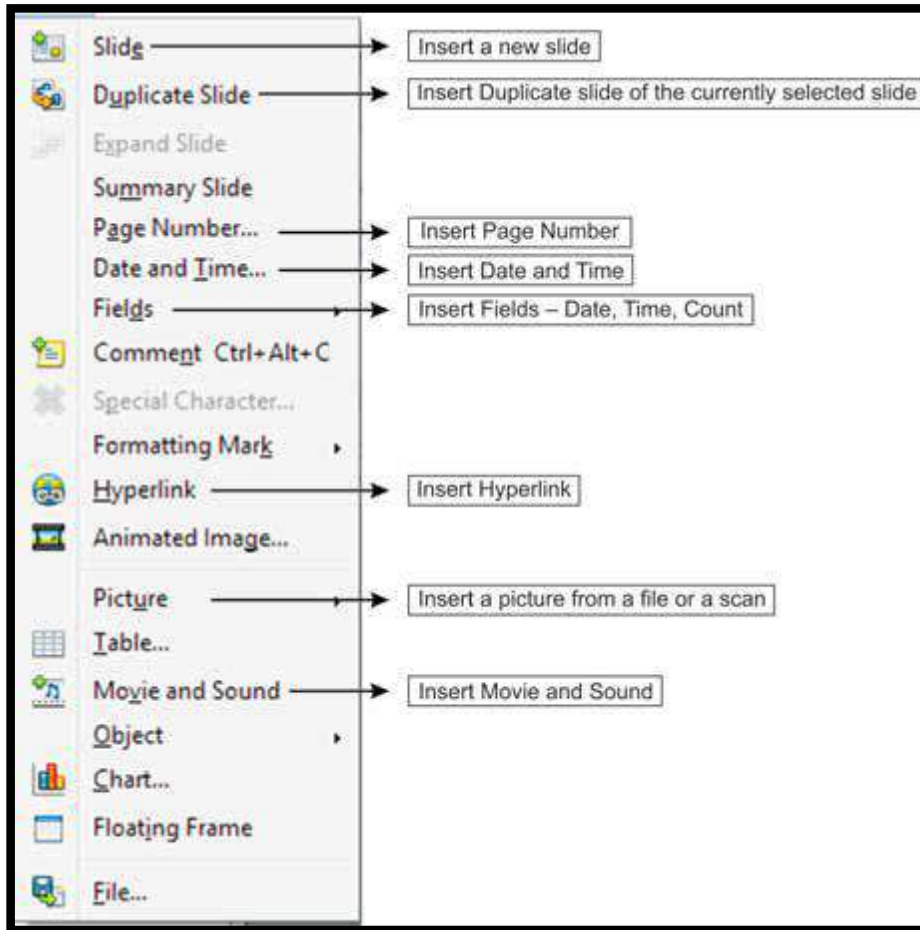 Slide Insert a new slide
Duplicate Slide Insert Duplicate slide of the currently selected slide
Expand Slide
Summary Slide
Page Number... Insert Page Number
Date and Time... Insert Date and Time
Fields Insert Fields – Date, Time, Count
Comment Ctrl+Alt+C
Special Character...
Formatting Mark
Hyperlink Insert Hyperlink
Animated Image...
Picture Insert a picture from a file or a scan
Table...
Movie and Sound Insert Movie and Sound
Object
Chart...
Floating Frame
File...